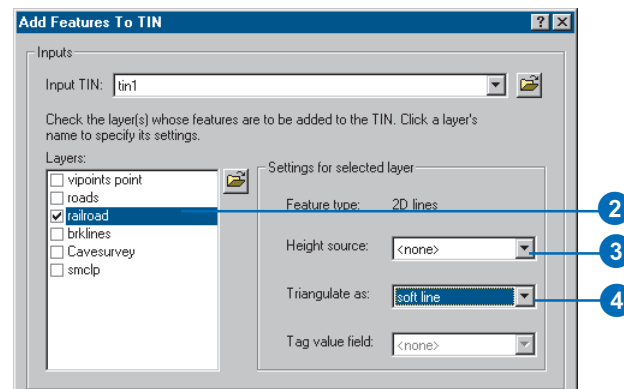 Add Features To TIN
Inputs
Input TIN: tin1
Check the layer(s) whose features are to be added to the TIN. Click a layer's
name to specify its settings.
Layers:
vipoints point
roads
railroad
brklines
Cavesurvey
smclp
Settings for selected layer
Feature type: 2D lines
Height source: <none>
Triangulate as: soft line
Tag value field: <none>
2
3
4